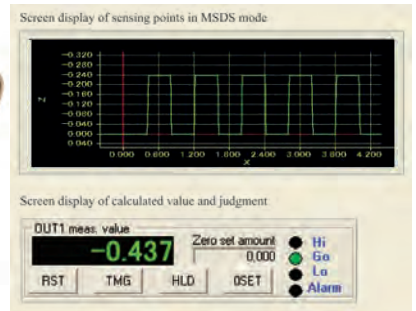 Screen display of sensing points in MSDS mode
-0.320
-0.280
-0.240
-0.200
-0.160
-0.120
-0.080
-0.040
0.000
0.040
Z
0.000 0.600 1.200 1.800 2.400 3.000 3.800 4.200
X
Screen display of calculated value and judgment
OUT1 meas. value
-0.437
Zero set amount
0.000
Hi
Go
Lo
Alarm
RST TMG HLD 0SET